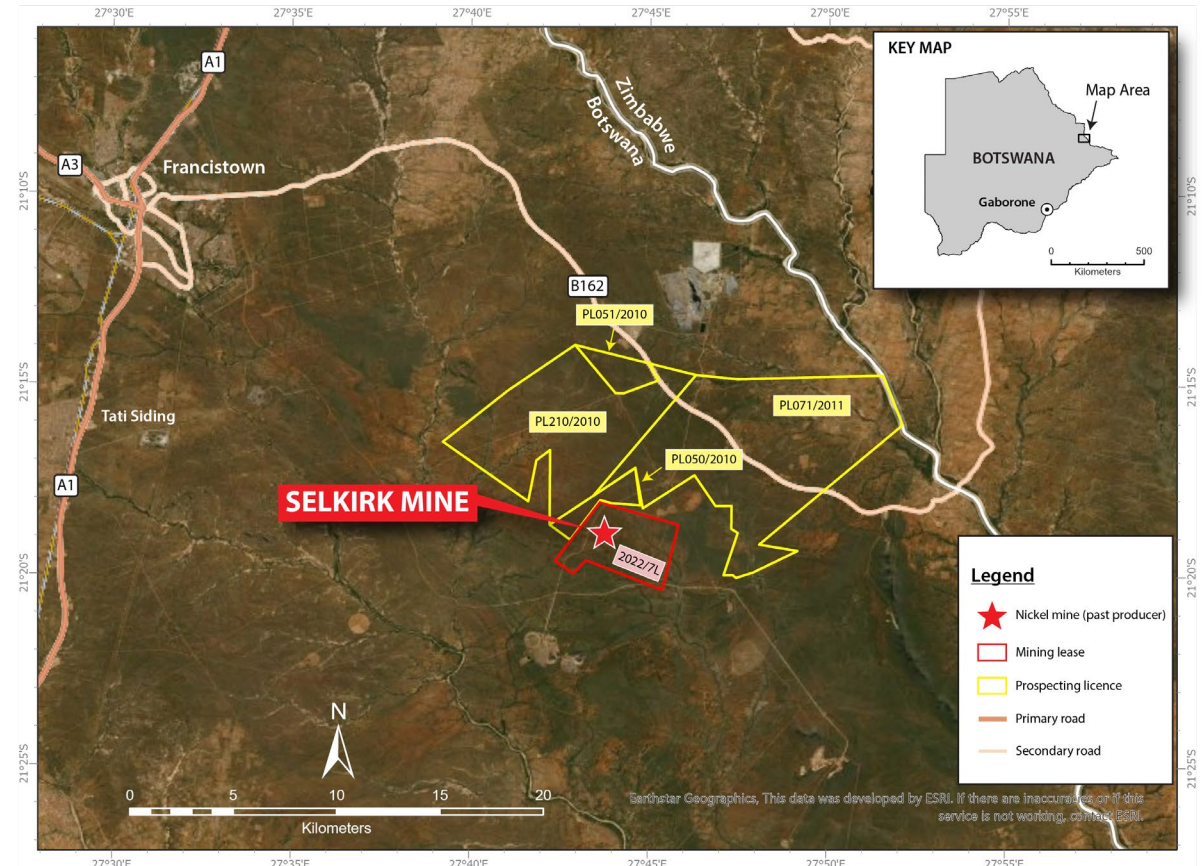 27°30'E
27°35'E
27°40'E
27°45'E
27°50'E
27°55'E
A1
Zimbabwe
Botswana
KEY MAP
Map Area
BOTSWANA
Gaborone
0 500
Kilometers
A3
Francistown
21°10'S
21°10'S
B162
PL051/2010
21°15'S
21°15'S
PL071/2011
Tati Siding
PL210/2010
PL050/2010
A1
SELKIRK MINE
2022/7L
21°20'S
21°20'S
Legend
Nickel mine (past producer)
Mining lease
Prospecting licence
Primary road
Secondary road
N
21°25'S
21°25'S
0 5 10 15 20
Kilometers
Earthstar Geographics, This data was developed by ESRI. If there are inaccuracies or if this
service is not working, contact ESRI.
27°30'E
27°35'E
27°40'E
27°45'E
27°50'E
27°55'E